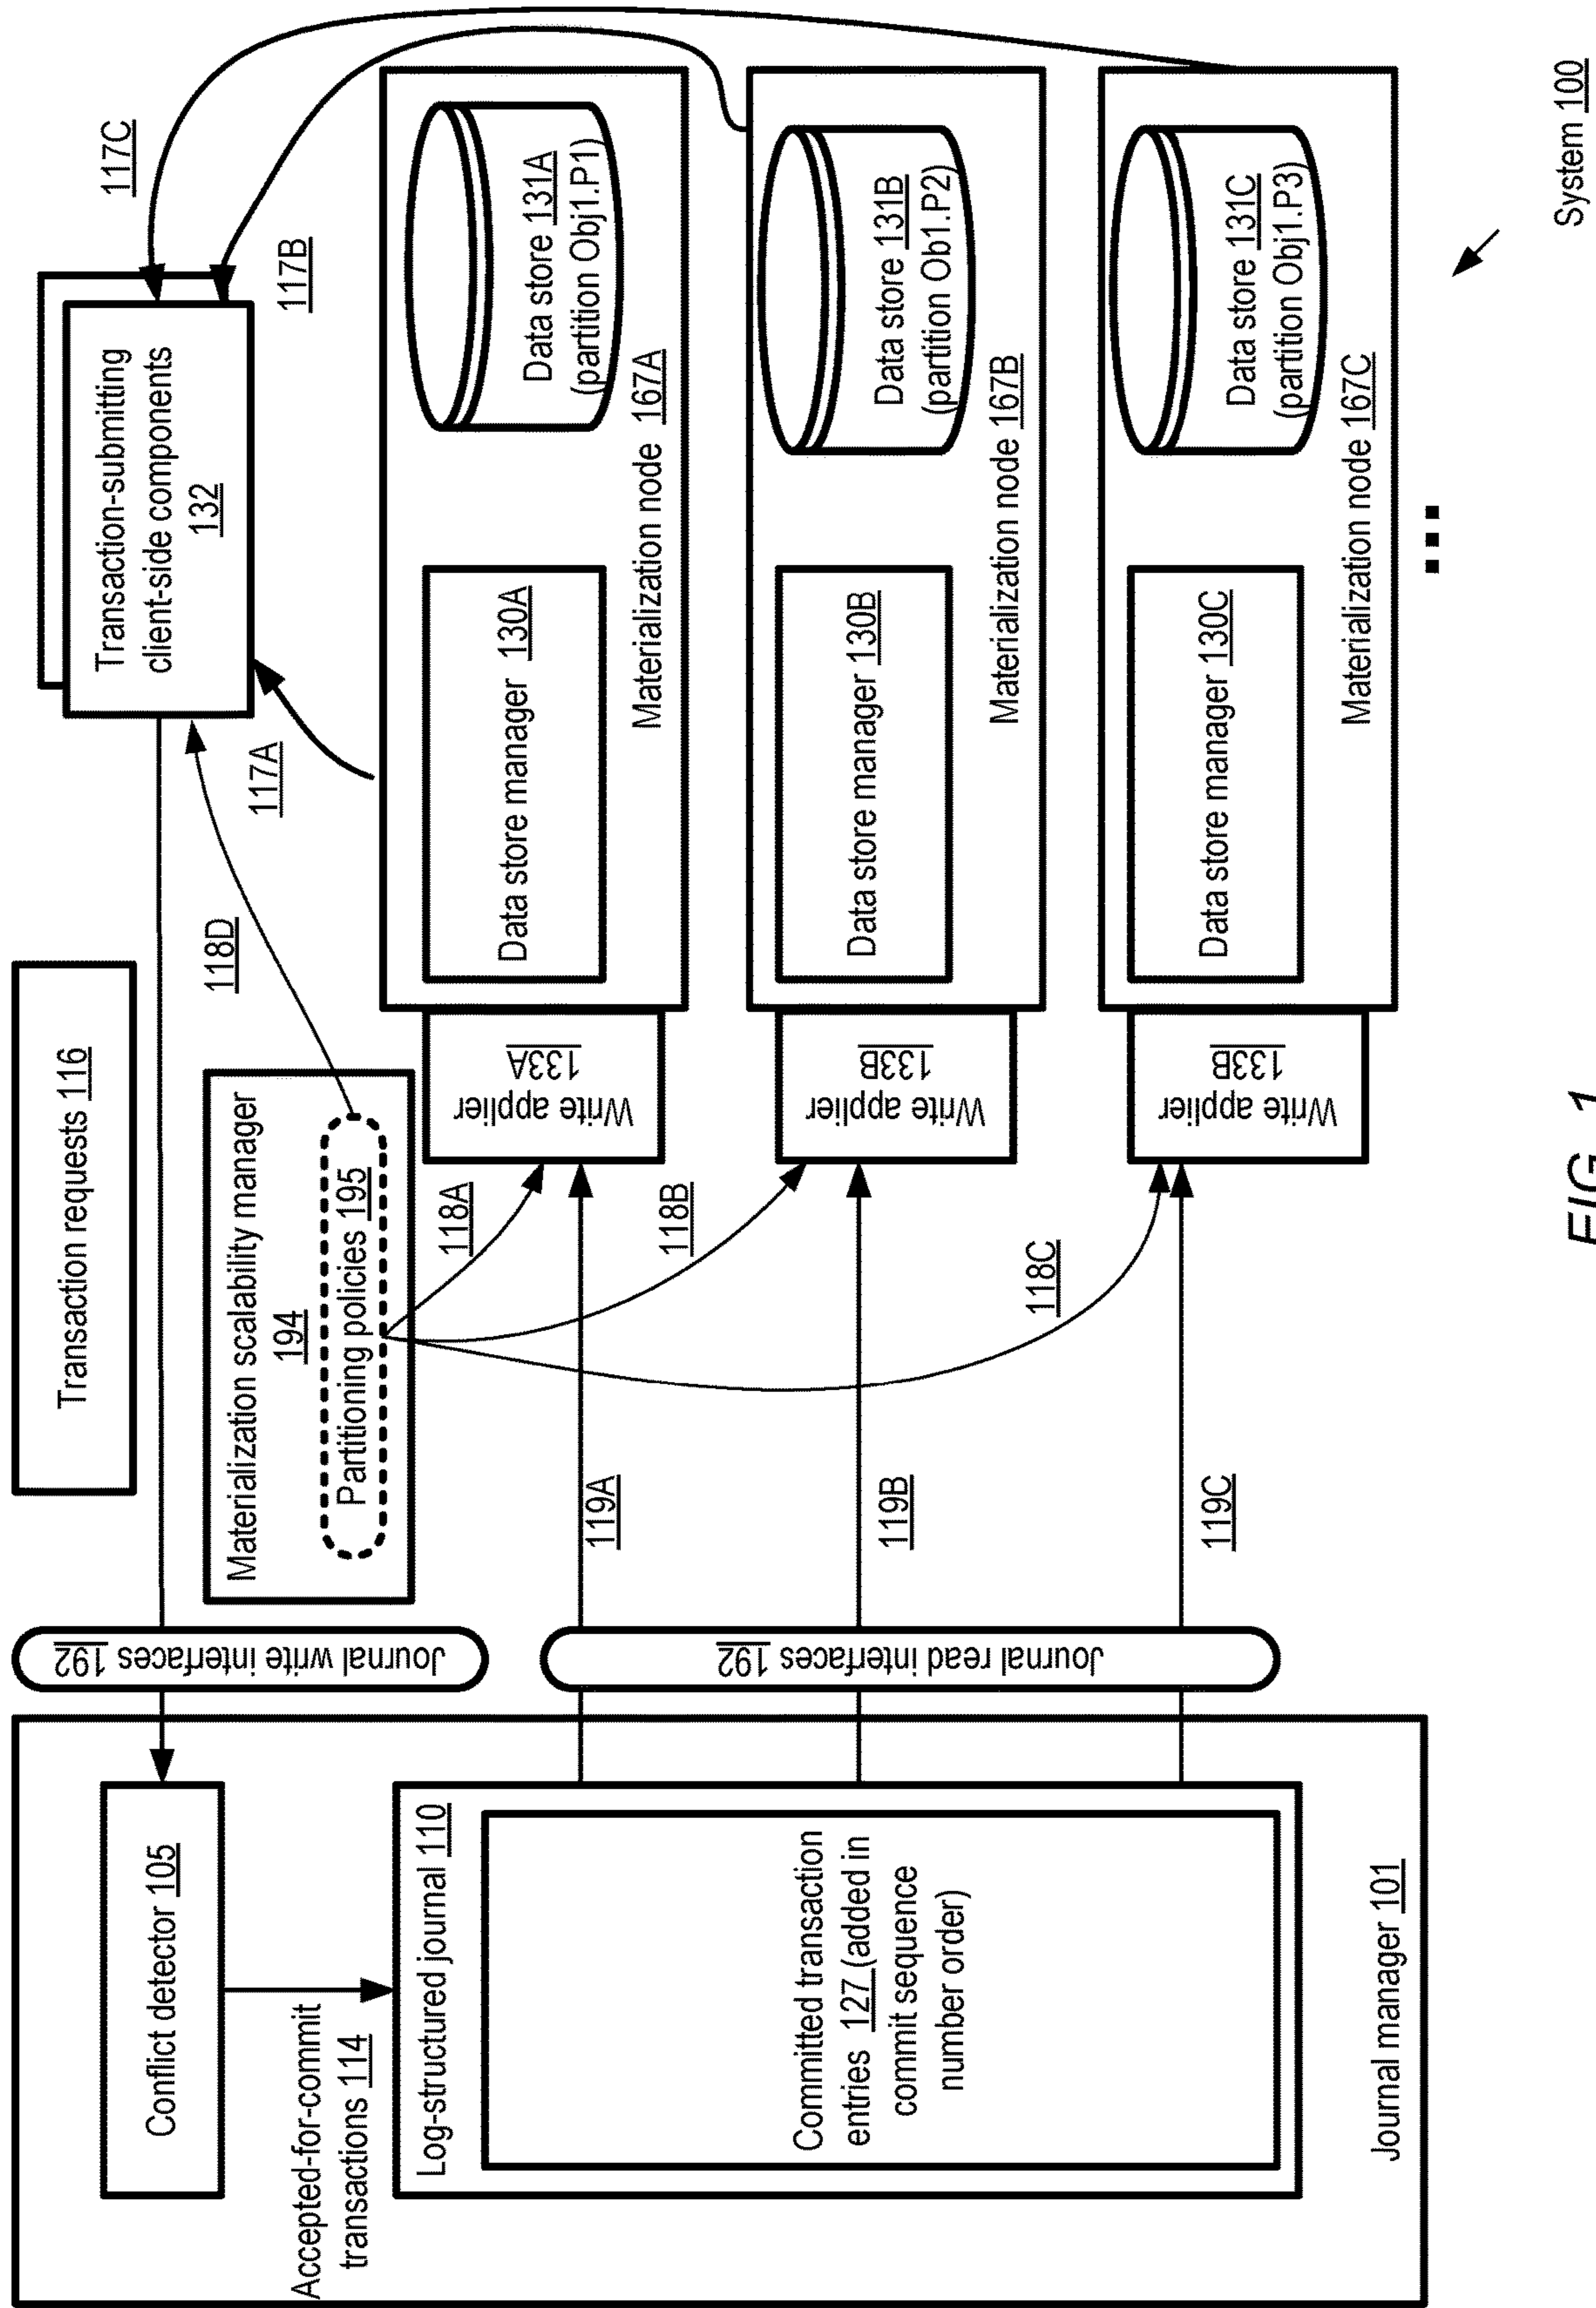 Transaction requests 116
Transaction-submitting
client-side components
132
117C
117B
117A
118D
Journal write interfaces 192
Materialization scalability manager
194
Partitioning policies 195
Conflict detector 105
Accepted-for-commit
transactions 114
Log-structured journal 110
Committed transaction
entries 127 (added in
commit sequence
number order)
Journal manager 101
Journal read interfaces 192
119A
119B
119C
118A
118B
118C
Write applier
133A
Data store manager 130A
Data store 131A
(partition Obj1.P1)
Materialization node 167A
Write applier
133B
Data store manager 130B
Data store 131B
(partition Ob1.P2)
Materialization node 167B
Write applier
133B
Data store manager 130C
Data store 131C
(partition Obj1.P3)
Materialization node 167C
...
System 100
FIG. 1